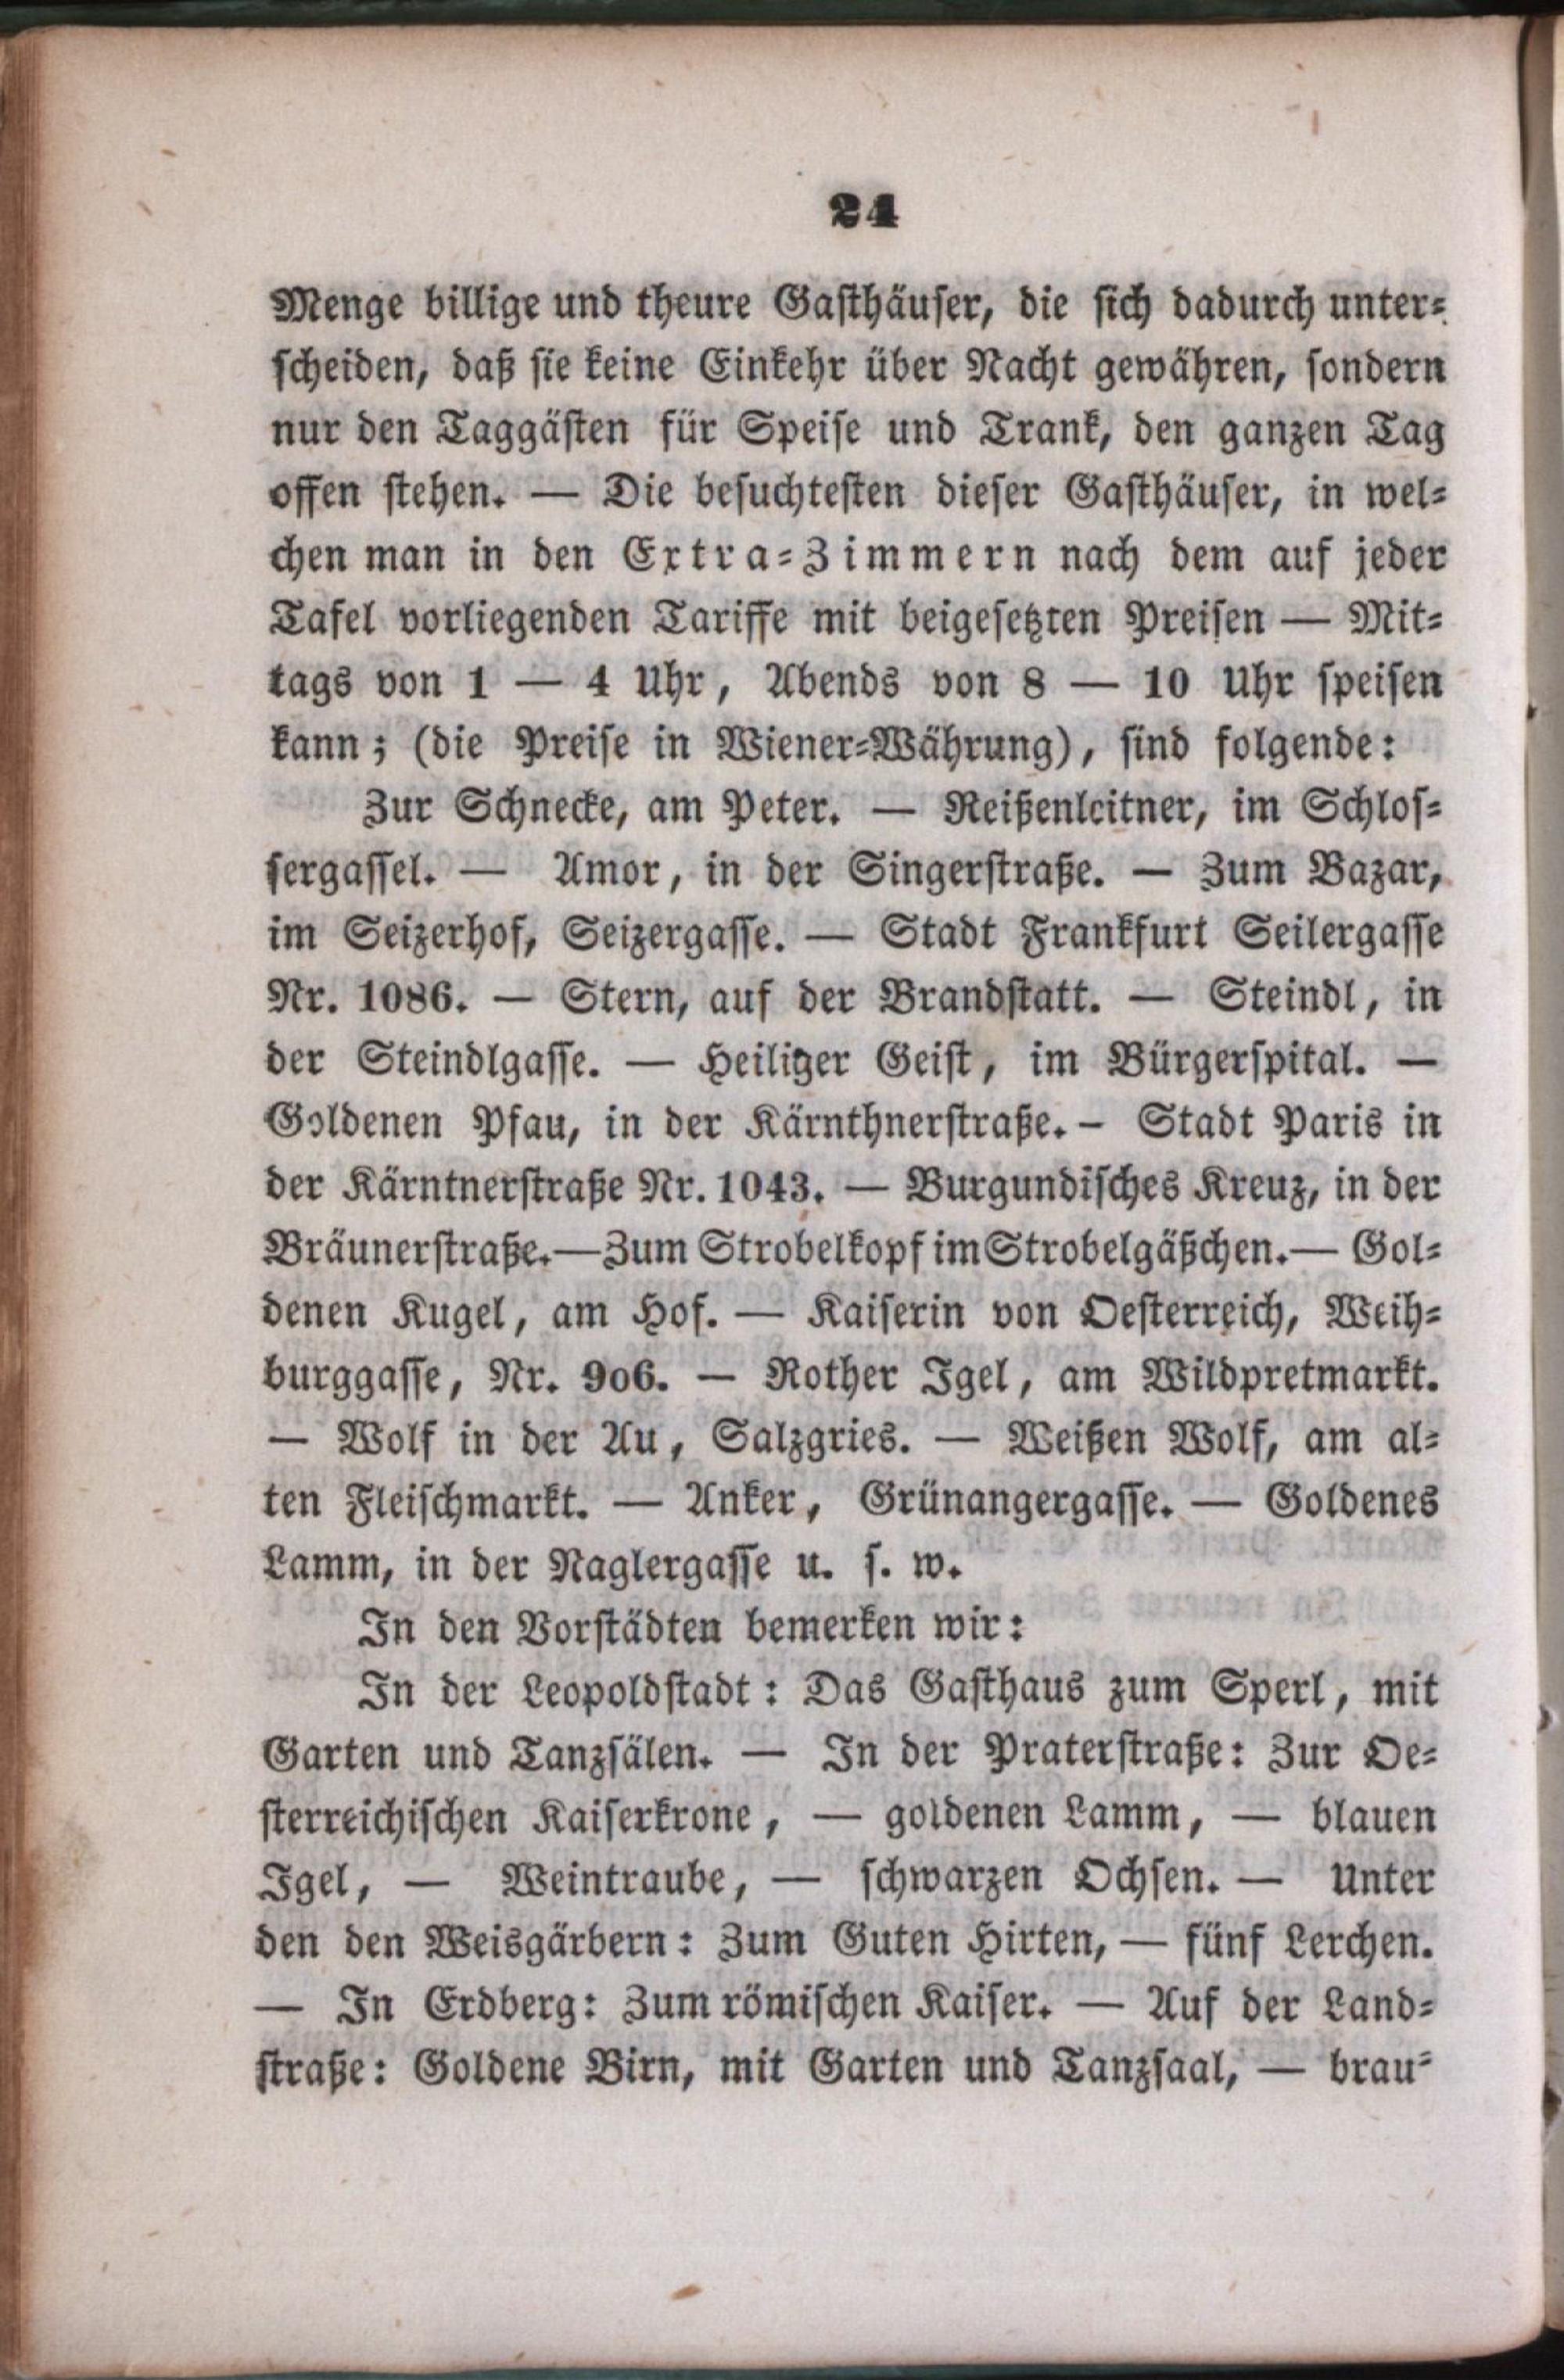 24
Menge billige und theure Gasthäuser, die sich dadurch unter-
scheiden, daß sie keine Einkehr über Nacht gewähren, sondern
nur den Taggästen für Speise und Trank, den ganzen Tag
offen stehen. — Die besuchtesten dieser Gasthäuser, in wel-
chen man in den Extra-Zimmern nach dem auf jeder
Tafel vorliegenden Tariffe mit beigesetzten Preisen — Mit-
tags von 1 — 4 Uhr, Abends von 8 — 10 Uhr speisen
kann; (die Preise in Wiener-Währung), sind folgende:
Zur Schnecke, am Peter. — Reißenleitner, im Schlos-
sergassel. — Amor, in der Singerstraße. — Zum Bazar,
im Seizerhof, Seizergasse. — Stadt Frankfurt Seilergasse
Nr. 1086. — Stern, auf der Brandstatt. — Steindl, in
der Steindlgasse. — Heiliger Geist, im Bürgerspital. —
Goldenen Pfau, in der Kärnthnerstraße. – Stadt Paris in
der Kärntnerstraße Nr. 1043. — Burgundisches Kreuz, in der
Bräunerstraße. — Zum Strobelkopf im Strobelgäßchen. — Gol-
denen Kugel, am Hof. — Kaiserin von Oesterreich, Weih-
burggasse, Nr. 906. — Rother Igel, am Wildpretmarkt.
— Wolf in der Au, Salzgries. — Weißen Wolf, am al-
ten Fleischmarkt. — Anker, Grünangergasse. — Goldenes
Lamm, in der Naglergasse u. s. w.
In den Vorstädten bemerken wir:
In der Leopoldstadt: Das Gasthaus zum Sperl, mit
Garten und Tanzsälen. — In der Praterstraße: Zur Oe-
sterreichischen Kaiserkrone, — goldenen Lamm, — blauen
Igel, — Weintraube, — schwarzen Ochsen. — Unter
den den Weisgärbern: Zum Guten Hirten, — fünf Lerchen.
— In Erdberg: Zum römischen Kaiser. — Auf der Land-
straße: Goldene Birn, mit Garten und Tanzsaal, — brau-